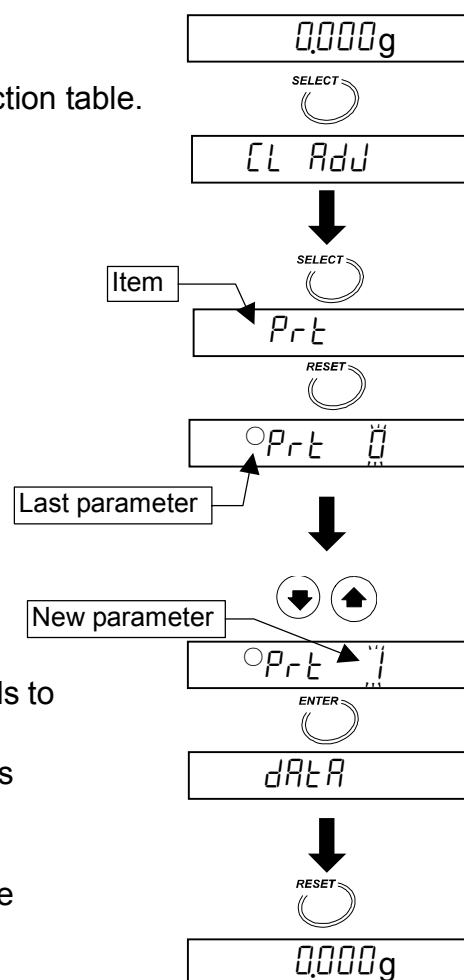 0.000g
SELECT
ction table.
CL AdJ
SELECT
Item
Prt
RESET
Prt 0
Last parameter
New parameter
Prt 1
ls to
ENTER
s
dAtA
e
RESET
0.000g